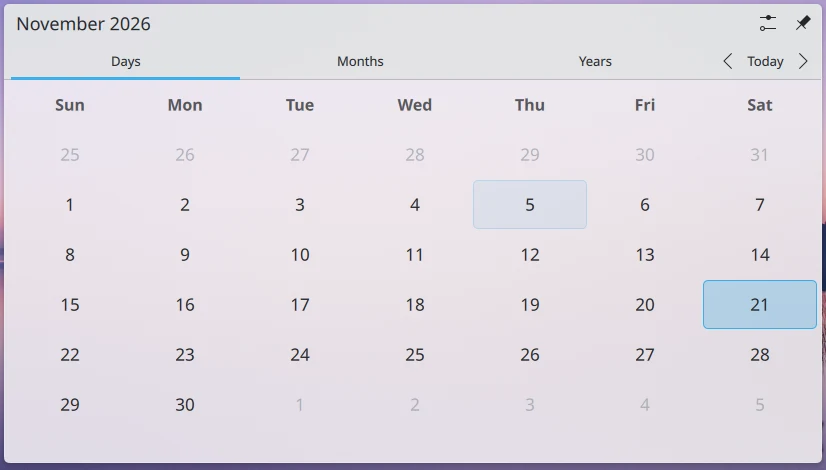 November 2026
Days Months Years Today
Sun Mon Tue Wed Thu Fri Sat
25 26 27 28 29 30 31
1 2 3 4 5 6 7
8 9 10 11 12 13 14
15 16 17 18 19 20 21
22 23 24 25 26 27 28
29 30 1 2 3 4 5